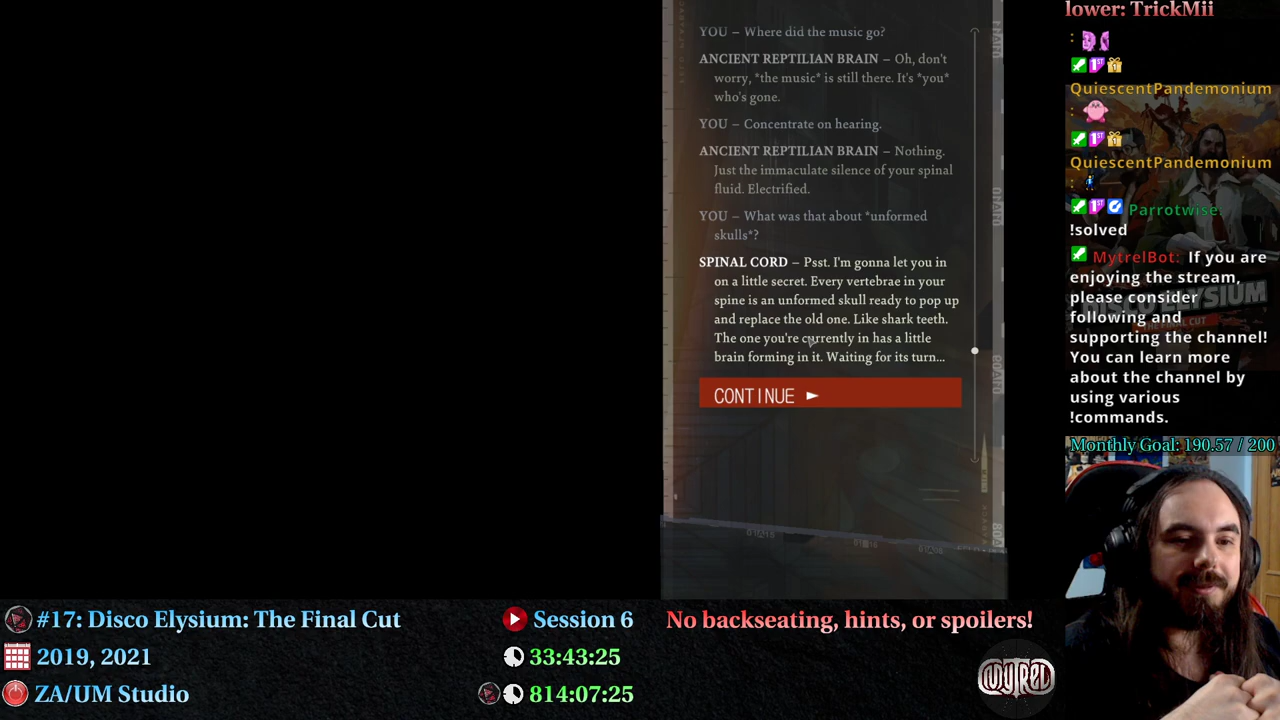 YOU – Where did the music go?
ANCIENT REPTILIAN BRAIN – Oh, don't
worry, *the music* is still there. It's *you*
who's gone.
YOU – Concentrate on hearing.
ANCIENT REPTILIAN BRAIN – Nothing.
Just the immaculate silence of your spinal
fluid. Electrified.
YOU – What was that about *unformed
skulls*?
SPINAL CORD – Psst. I'm gonna let you in
on a little secret. Every vertebrae in your
spine is an unformed skull ready to pop up
and replace the old one. Like shark teeth.
The one you're currently in has a little
brain forming in it. Waiting for its turn...
CONTINUE ►
lower: TrickMii
:
QuiescentPandemonium
:
QuiescentPandemonium
:
Parrotwise:
!solved
MytrelBot: If you are
enjoying the stream,
please consider
following and
supporting the channel!
You can learn more
about the channel by
using various
!commands.
Monthly Goal: 190.57 / 200
#17: Disco Elysium: The Final Cut
2019, 2021
ZA/UM Studio
Session 6
33:43:25
814:07:25
No backseating, hints, or spoilers!
MYTREL